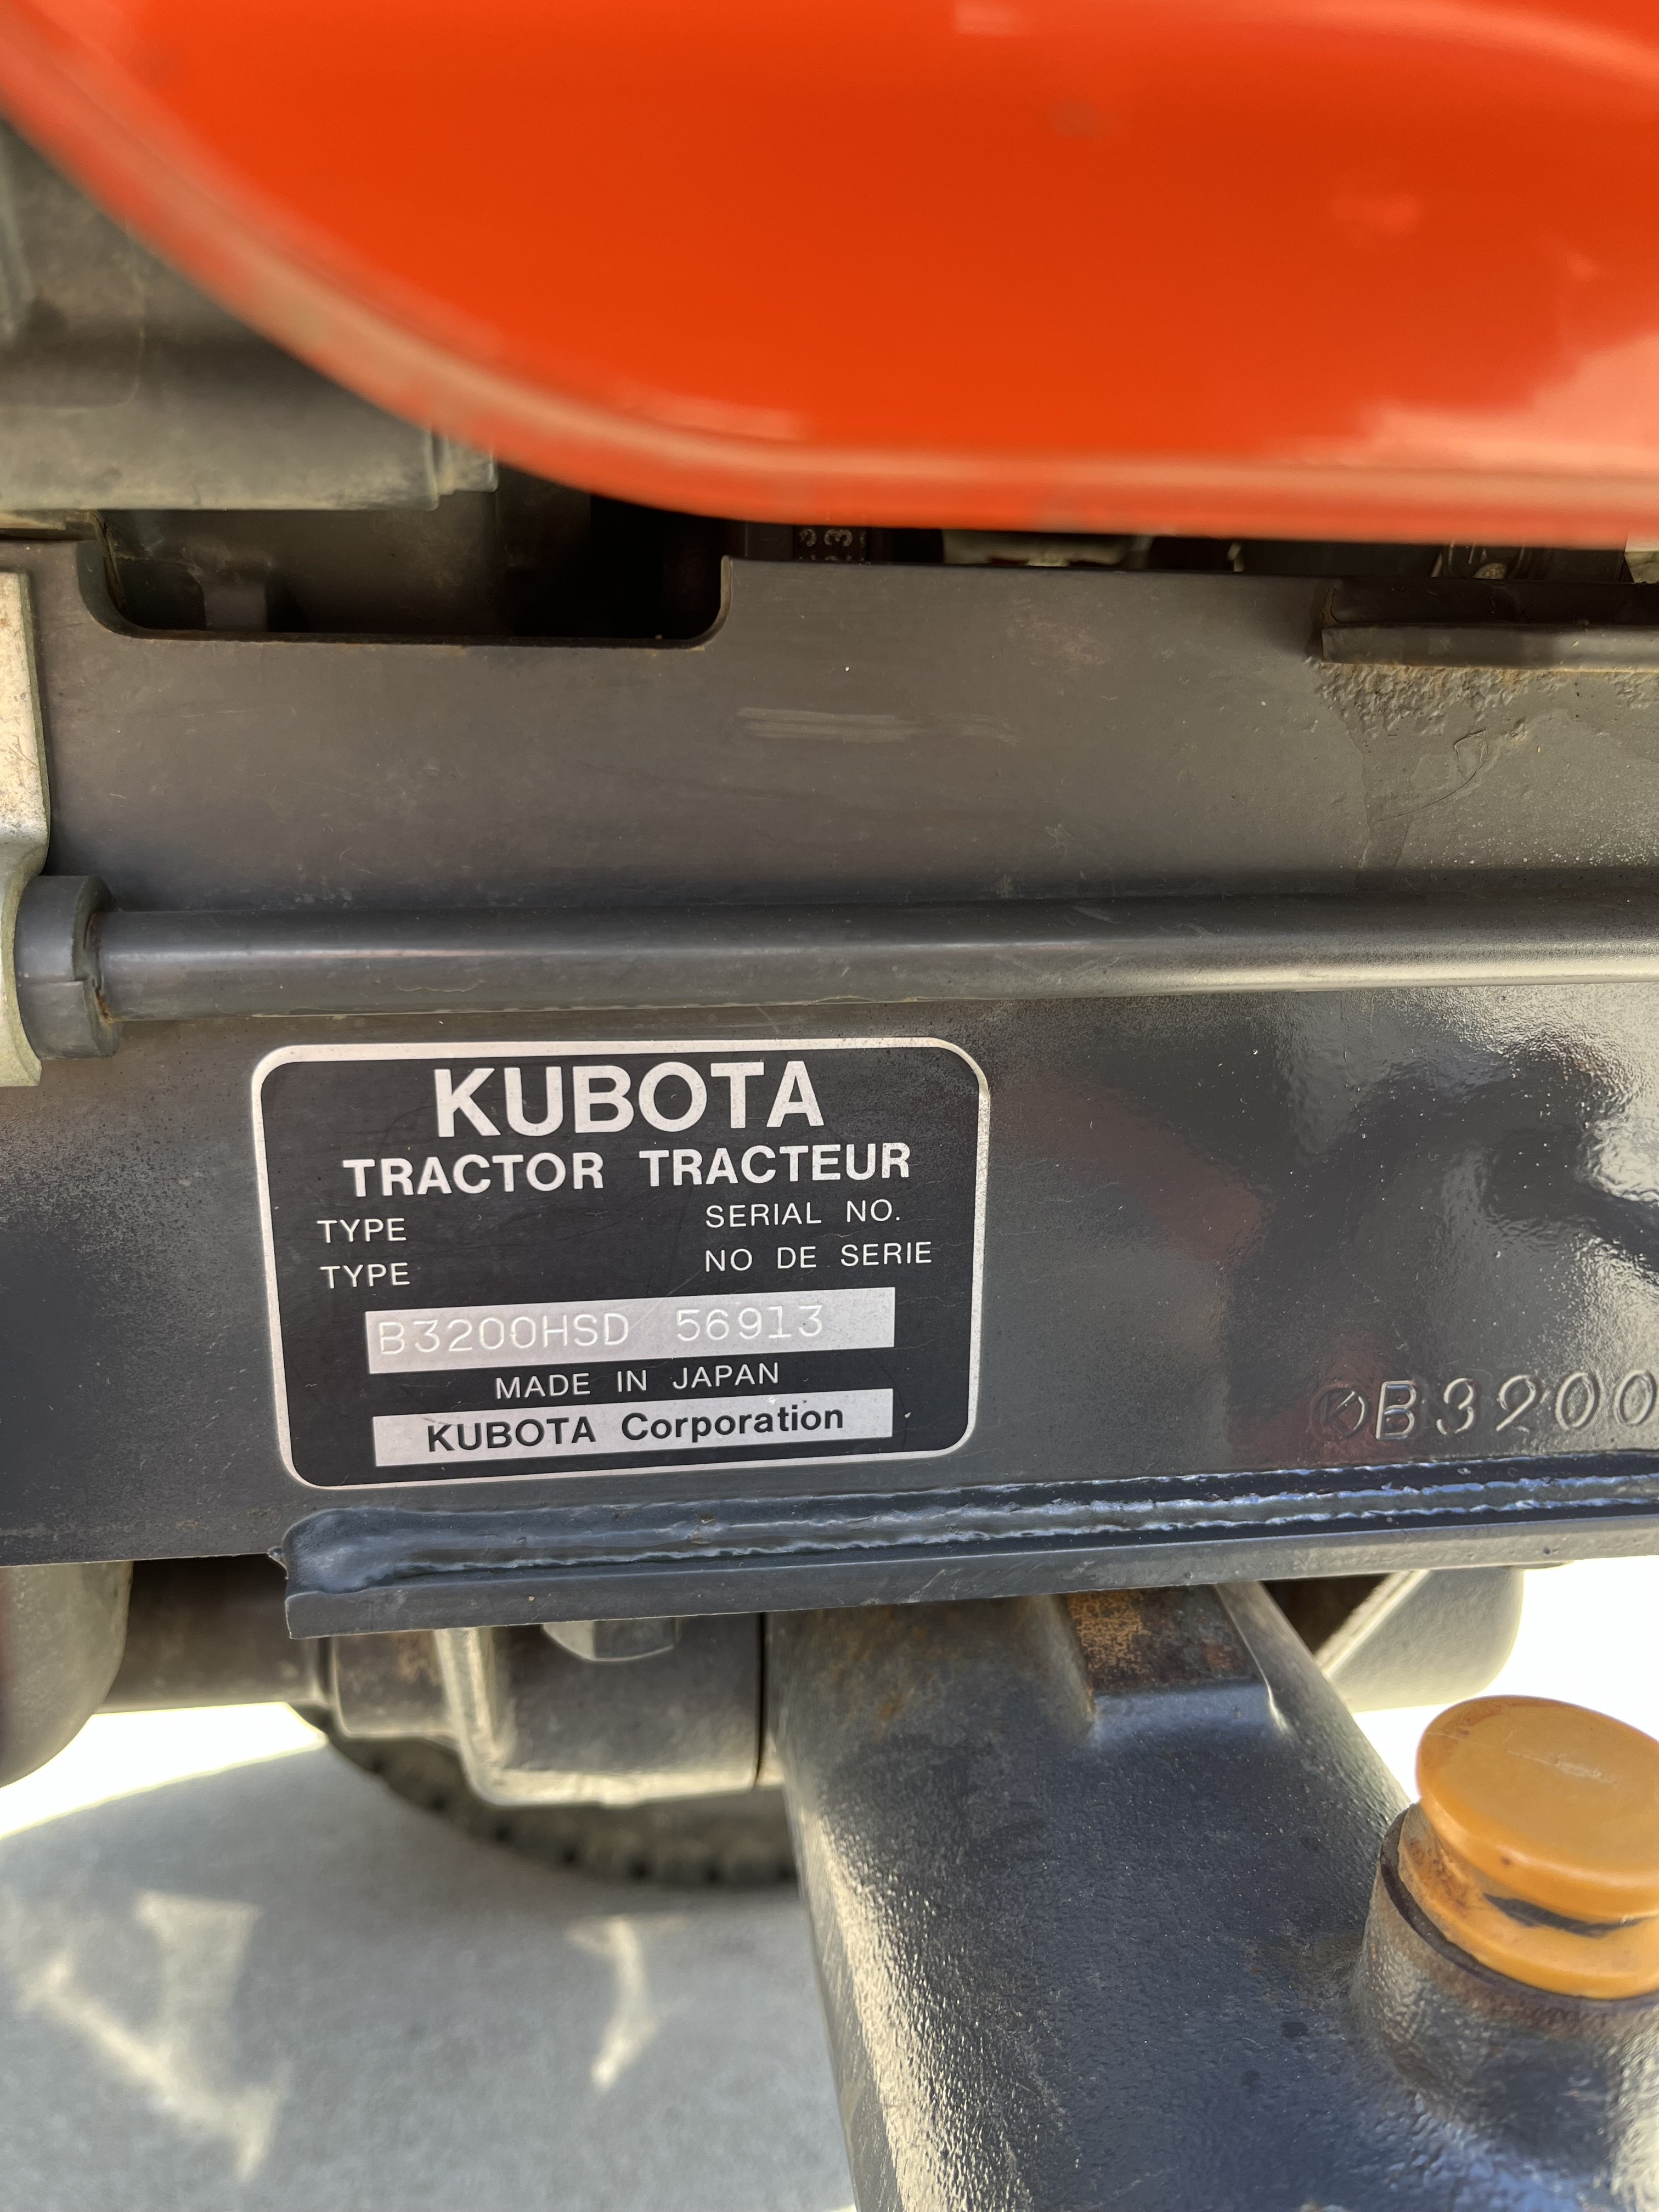 KUBOTA
TRACTOR TRACTEUR
TYPE SERIAL NO.
TYPE NO DE SERIE
B3200HSD 56913
MADE IN JAPAN
KUBOTA Corporation
B3200